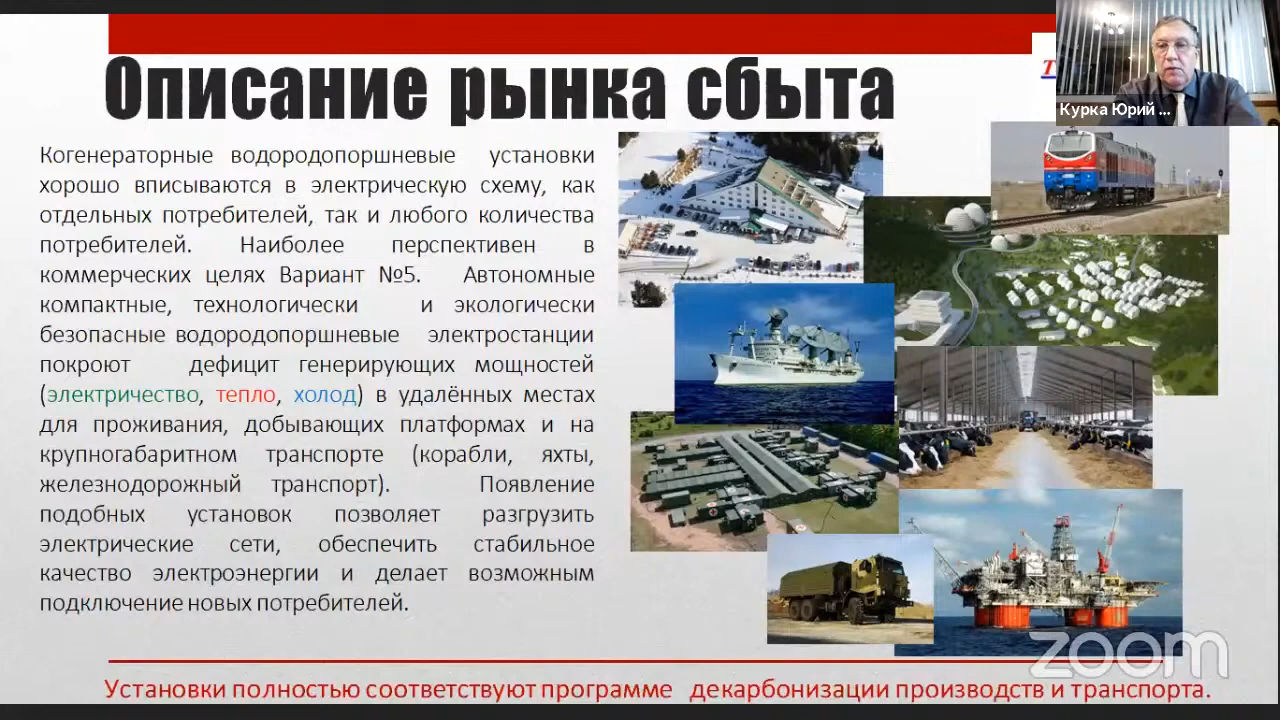 Описание рынка сбыта
Т
Курка Юрий ...
Когенераторные водородопоршневые установки
хорошо вписываются в электрическую схему, как
отдельных потребителей, так и любого количества
потребителей. Наиболее перспективен в
коммерческих целях Вариант №5. Автономные
компактные, технологически и экологически
безопасные водородопоршневые электростанции
покроют дефицит генерирующих мощностей
(электричество, тепло, холод) в удалённых местах
для проживания, добывающих платформах и на
крупногабаритном транспорте (корабли, яхты,
железнодорожный транспорт). Появление
подобных установок позволяет разгрузить
электрические сети, обеспечить стабильное
качество электроэнергии и делает возможным
подключение новых потребителей.
zoom
Установки полностью соответствуют программе декарбонизации производств и транспорта.